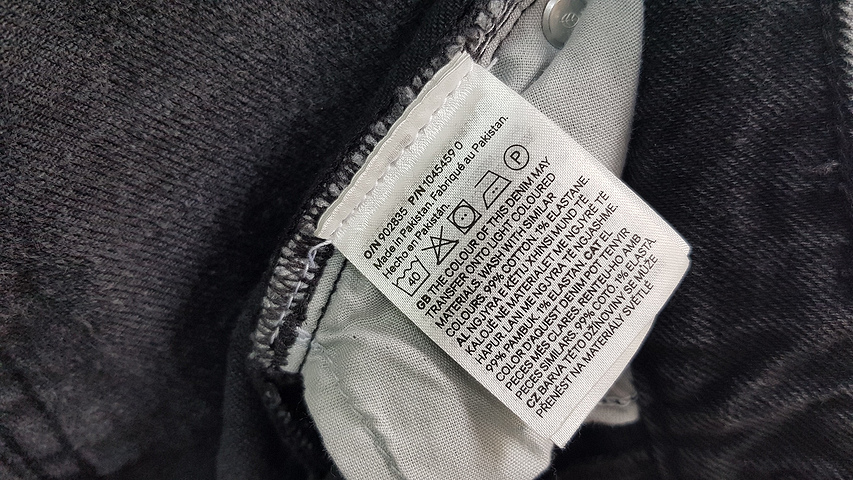 O/N 902835 P/N 1045459 0
Made in Pakistan. Fabriqué au Pakistan.
Hecho en Pakistán.
40 P
GB THE COLOUR OF THIS DENIM MAY
TRANSFER ONTO LIGHT COLOURED
MATERIALS. WASH WITH SIMILAR
COLOURS. 99% COTTON 1% ELASTANE.
AL NGJYRA E KETIJ XHINSI MUND TË
KALOJË NË MATERIALET ME NGJYRË TË
HAPUR. LANI ME NGJYRË TË NGJASHME.
99% PAMBUK, 1% ELASTAN. CAT EL
COLOR D'AQUEST DENIM POT TENYIR
PECES MÉS CLARES. RENTEU-HO AMB
PECES SIMILARS. 99% COTÓ, 1% ELASTÀ.
CZ BARVA TÉTO DŽÍNOVINY SE MŮŽE
PŘENÉST NA MATERIÁLY SVĚTLÉ